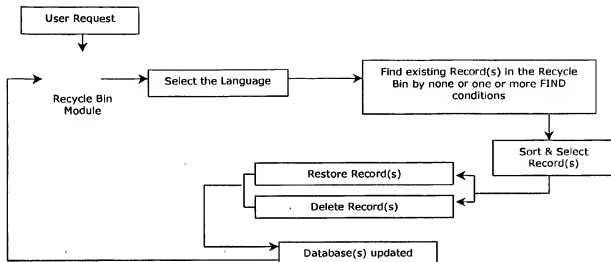 User Request
Select the Language
Find existing Record(s) in the Recycle
Bin by none or one or more FIND
conditions
Recycle Bin
Module
Sort & Select
Record(s)
Restore Record(s)
Delete Record(s)
Database(s) updated